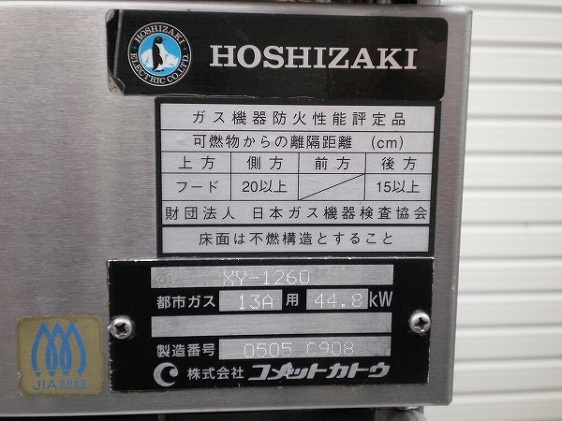 HOSHIZAKI
HOSHIZAKI
ELECTRIC CO.,LTD.
ガス機器防火性能評定品
可燃物からの離隔距離 (cm)
上方 側方 前方 後方
フード 20以上 15以上
財団法人 日本ガス機器検査協会
床面は不燃構造とすること
XY-1260
都市ガス 13A 用 44.8 kW
製造番号 0505 C908
株式会社 コメットカトウ
JIA認証